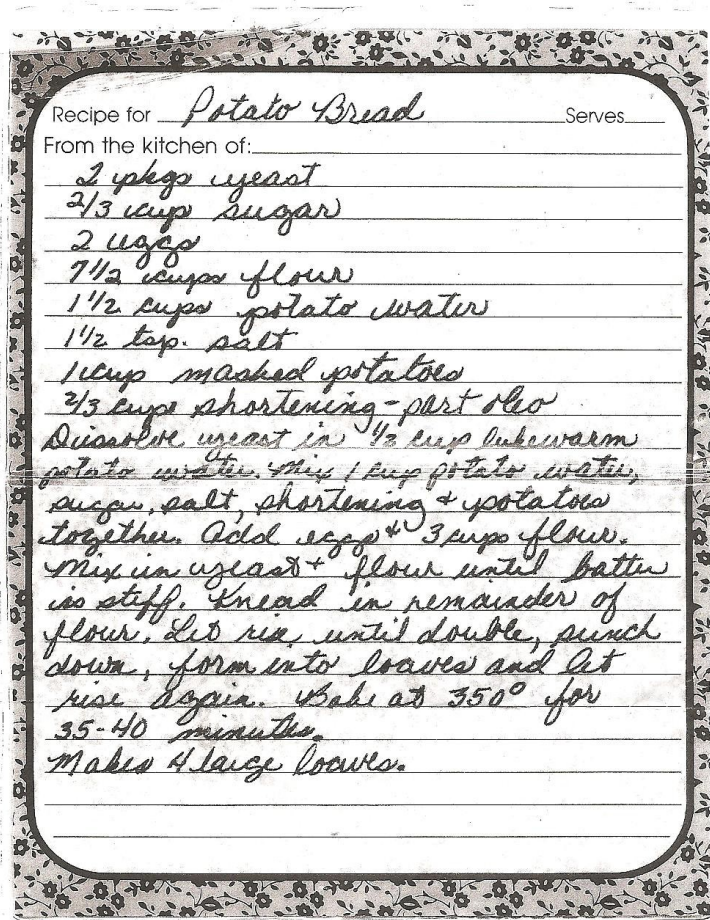 Recipe for Potato Bread Serves
From the kitchen of:
2 pkgs yeast
2/3 cup sugar
2 eggs
7 1/2 cups flour
1 1/2 cups potato water
1 1/2 tsp. salt
1 cup mashed potatoes
2/3 cup shortening - part oleo
Dissolve yeast in 1/2 cup lukewarm
potato water. Mix 1 cup potato water,
sugar, salt, shortening & potatoes
together. Add eggs & 3 cups flour.
Mix in yeast & flour until batter
is stiff. Knead in remainder of
flour. Let rise until double, punch
down, form into loaves and let
rise again. Bake at 350° for
35-40 minutes.
Makes 4 large loaves.